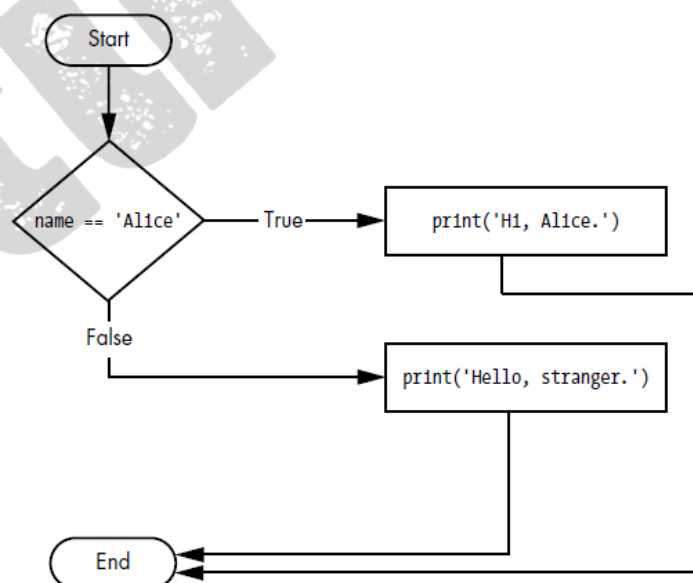 Start
name == 'Alice'
True
print('Hi, Alice.')
False
print('Hello, stranger.')
End